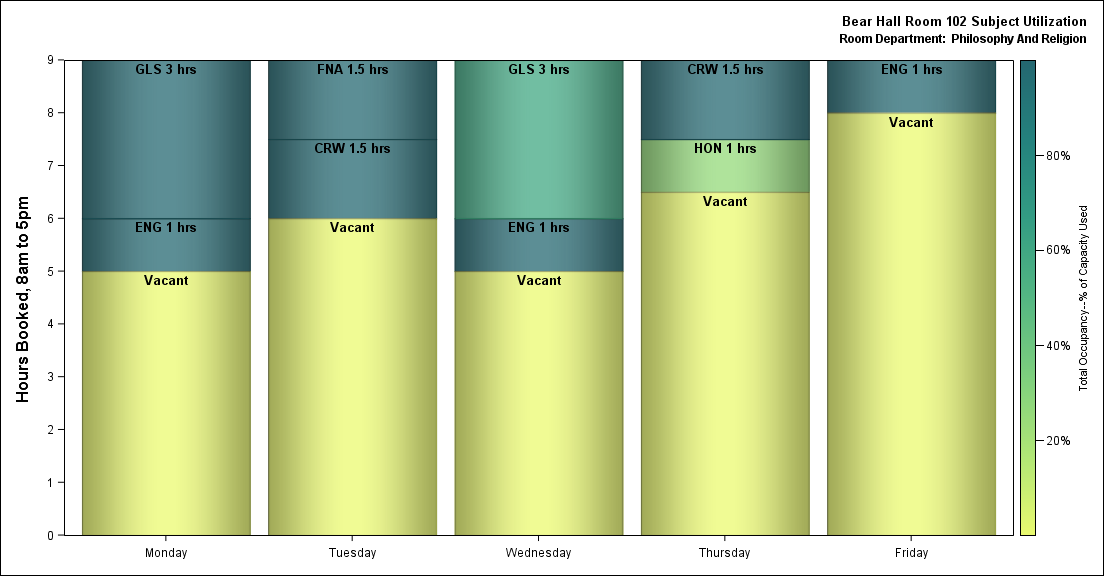 Bear Hall Room 102 Subject Utilization
Room Department: Philosophy And Religion
Hours Booked, 8am to 5pm
9
8
7
6
5
4
3
2
1
0
GLS 3 hrs
ENG 1 hrs
Vacant
FNA 1.5 hrs
CRW 1.5 hrs
Vacant
GLS 3 hrs
ENG 1 hrs
Vacant
CRW 1.5 hrs
HON 1 hrs
Vacant
ENG 1 hrs
Vacant
Monday
Tuesday
Wednesday
Thursday
Friday
80%
60%
40%
20%
Total Occupancy--% of Capacity Used